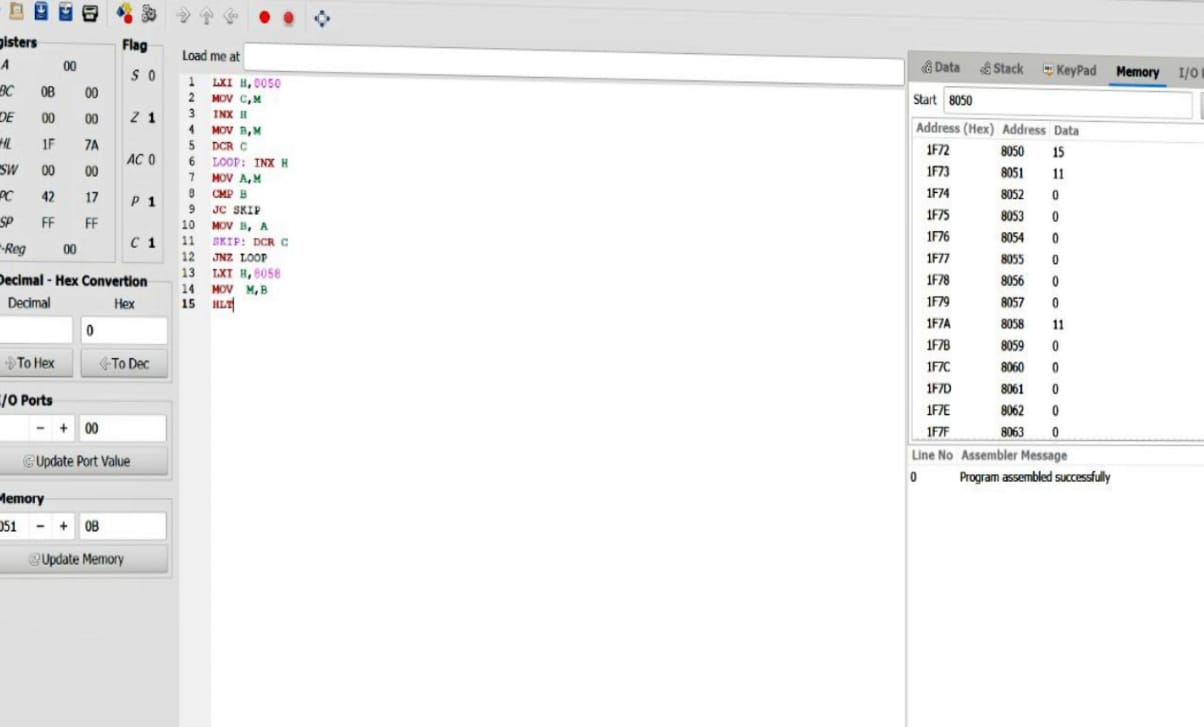 Registers
Flag
A 00
BC 0B 00
DE 00 00
HL 1F 7A
PSW 00 00
PC 42 17
SP FF FF
-Reg 00
S 0
Z 1
AC 0
P 1
C 1
Decimal - Hex Convertion
Decimal Hex
0
To Hex To Dec
I/O Ports
- + 00
Update Port Value
Memory
051 - + 0B
Update Memory
Load me at
1 LXI H,8050
2 MOV C,M
3 INX H
4 MOV B,M
5 DCR C
6 LOOP: INX H
7 MOV A,M
8 CMP B
9 JC SKIP
10 MOV B, A
11 SKIP: DCR C
12 JNZ LOOP
13 LXI H,8058
14 MOV M,B
15 HLT
Data Stack KeyPad Memory I/O
Start 8050
Address (Hex) Address Data
1F72 8050 15
1F73 8051 11
1F74 8052 0
1F75 8053 0
1F76 8054 0
1F77 8055 0
1F78 8056 0
1F79 8057 0
1F7A 8058 11
1F7B 8059 0
1F7C 8060 0
1F7D 8061 0
1F7E 8062 0
1F7F 8063 0
Line No Assembler Message
0 Program assembled successfully